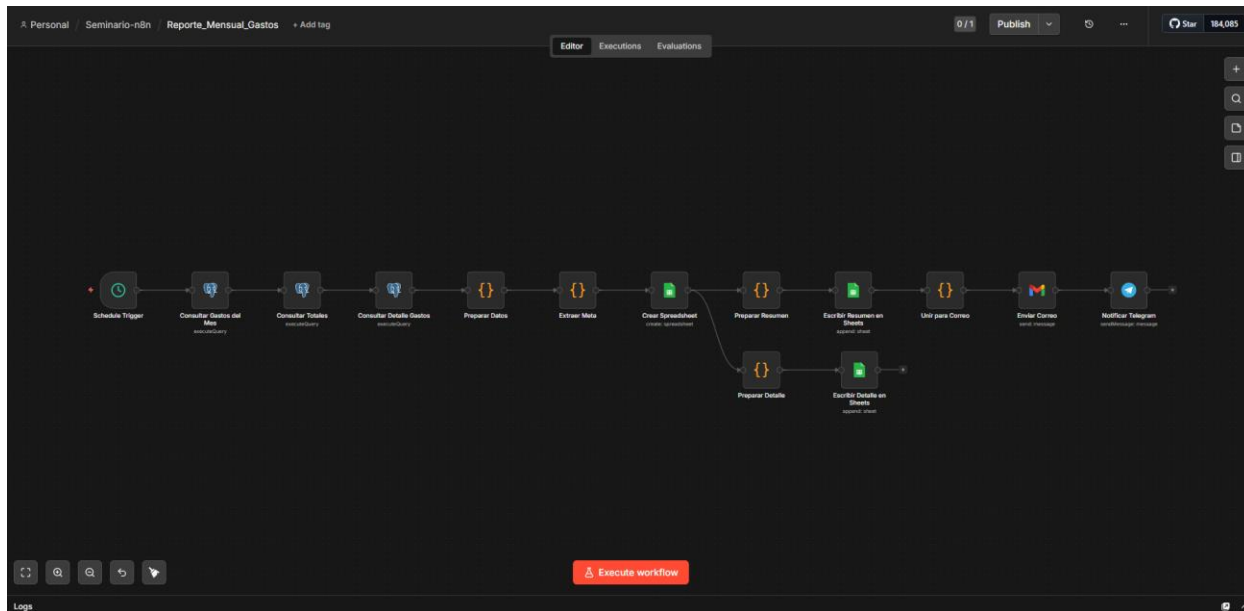 Personal / Seminario-n8n / Reporte_Mensual_Gastos + Add tag
0 / 1 Publish ... Star 184,085
Editor Executions Evaluations
Schedule Trigger
Consultar Gastos del
Mes
executeQuery
Consultar Totales
executeQuery
Consultar Detalle Gastos
executeQuery
Preparar Datos
Extraer Meta
Crear Spreadsheet
create: spreadsheet
Preparar Resumen
Escribir Resumen en
Sheets
append: sheet
Unir para Correo
Enviar Correo
send: message
Notificar Telegram
sendMessage: message
Preparar Detalle
Escribir Detalle en
Sheets
append: sheet
Execute workflow
Logs